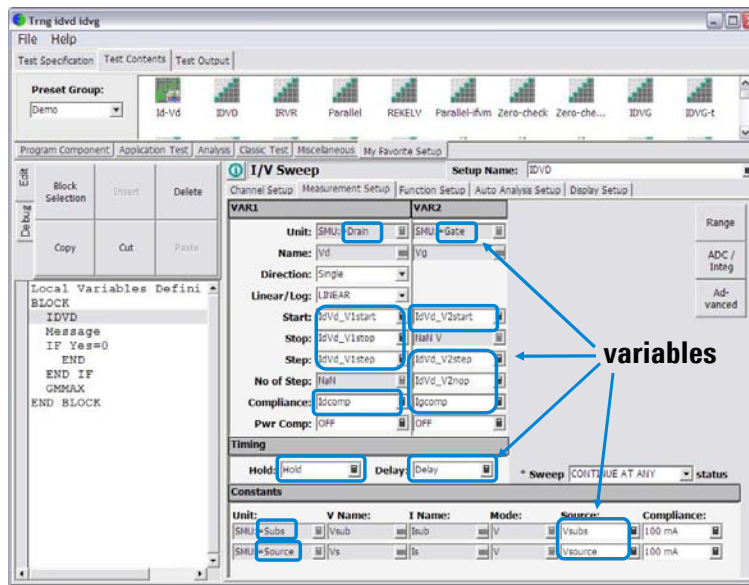 Trng idvd idvg
File Help
Test Specification Test Contents Test Output
Preset Group:
Demo
Id-Vd IDVD IRVR Parallel REKELV Parallel-ifvm Zero-check Zero-che... IDVG IDVG-t
Program Component Application Test Analysis Classic Test Miscelaneous My Favorite Setup
Edit
Debug
Block Selection Insert Delete
Copy Cut Paste
Local Variables Defini
BLOCK
IDVD
Message
IF Yes=0
END
END IF
GMMAX
END BLOCK
I/V Sweep Setup Name: IDVD
Channel Setup Measurement Setup Function Setup Auto Analysis Setup Display Setup
VAR1 VAR2
Unit: SMU:=Drain SMU:=Gate
Name: Vd Vg
Direction: Single
Linear/Log: LINEAR
Start: IdVd_V1start IdVd_V2start
Stop: IdVd_V1stop NaN V
Step: IdVd_V1step IdVd_V2step
No of Step: NaN IdVd_V2nop
Compliance: Idcomp Igcomp
Pwr Comp: OFF OFF
Range
ADC / Integ
Ad-vanced
variables
Timing
Hold: Hold Delay: Delay * Sweep CONTINUE AT ANY status
Constants
Unit: V Name: I Name: Mode: Source: Compliance:
SMU:=Subs Vsub Isub V Vsubs 100 mA
SMU:=Source Vs Is V Vsource 100 mA